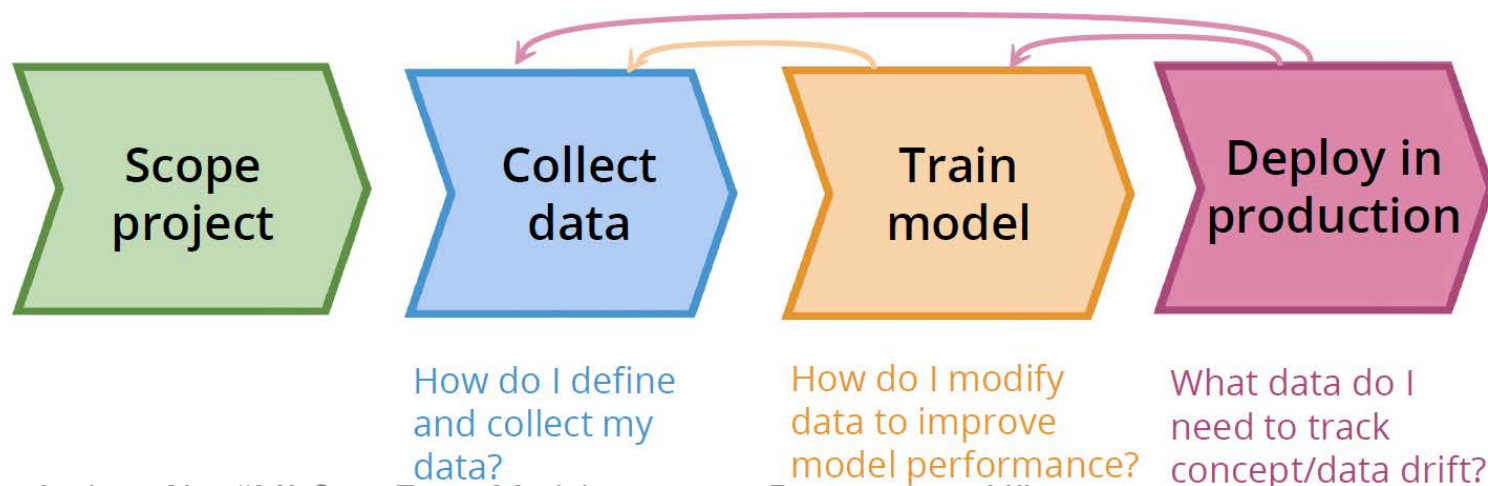 Scope
project
Collect
data
Train
model
Deploy in
production
How do I define
and collect my
data?
How do I modify
data to improve
model performance?
What data do I
need to track
concept/data drift?